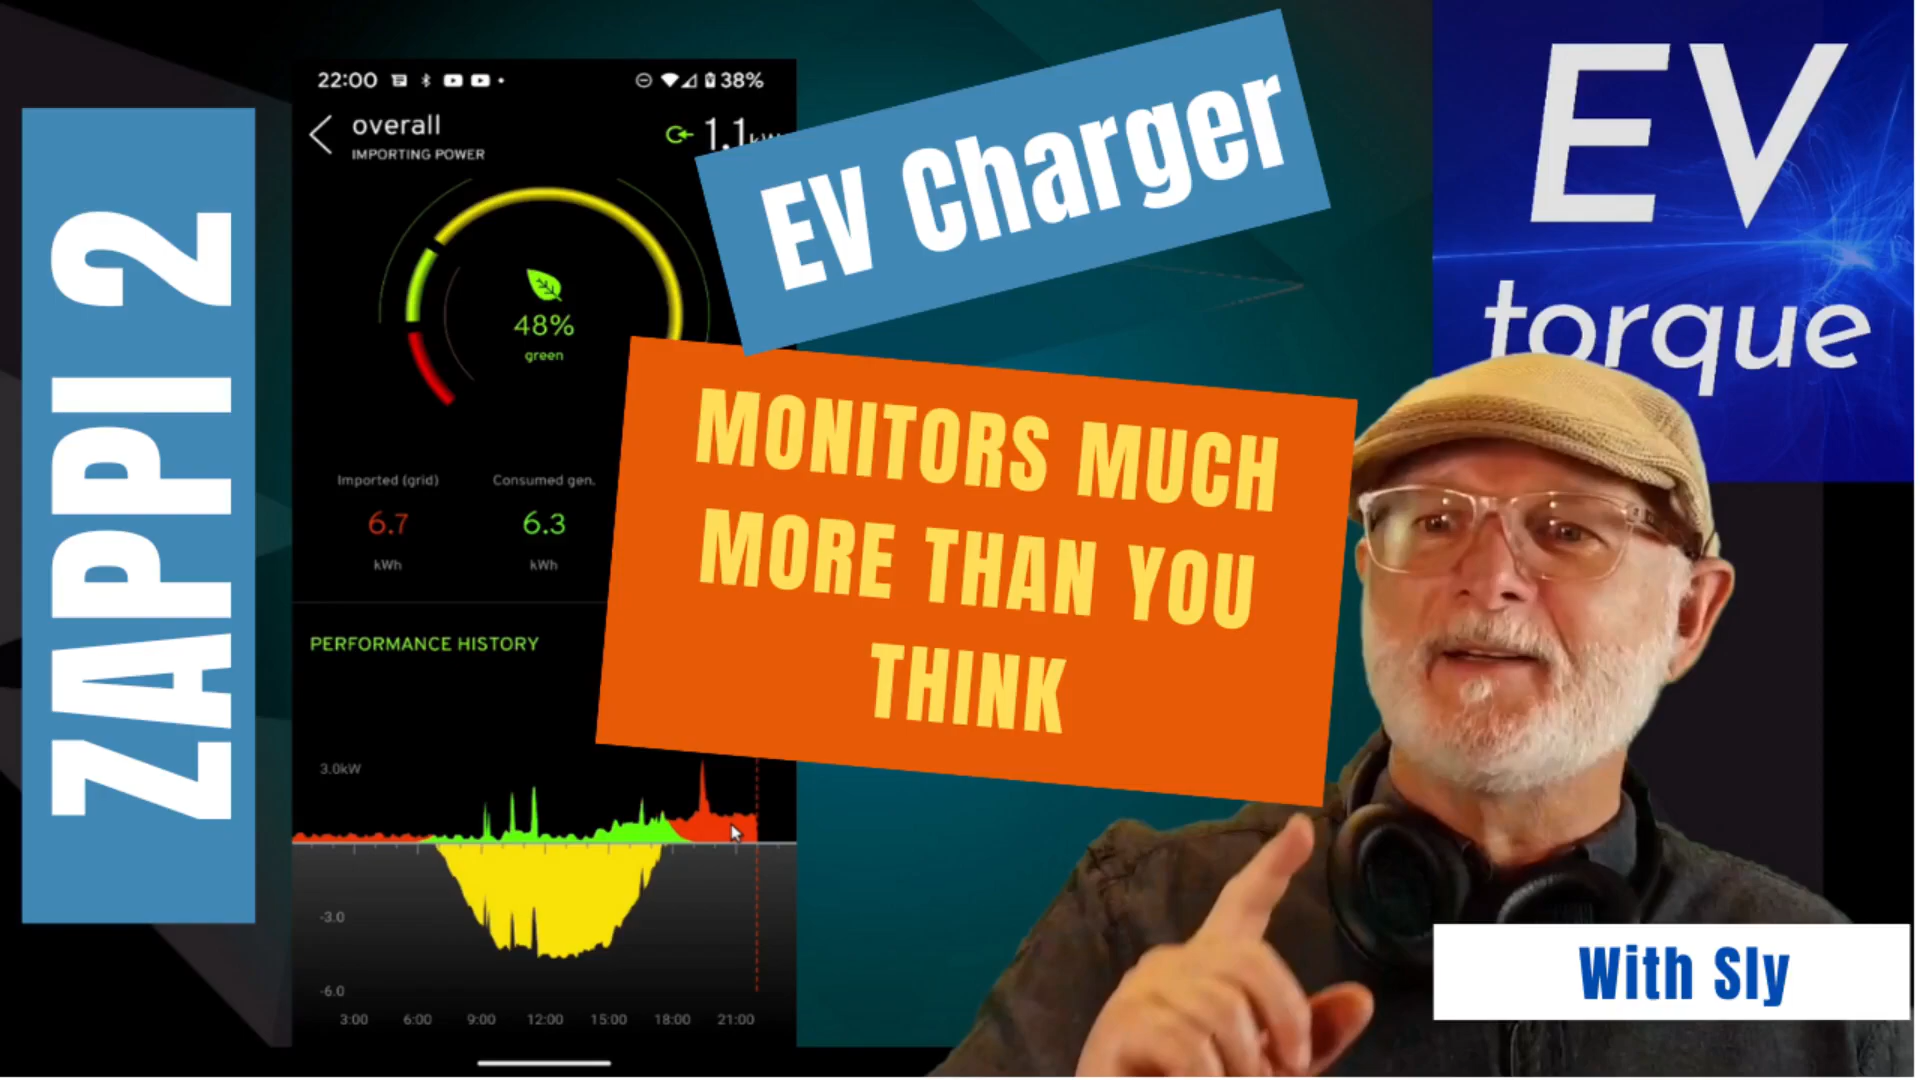 ZAPPI 2
22:00
38%
overall
IMPORTING POWER
1.1
48%
green
Imported (grid)
Consumed gen.
6.7
6.3
kWh
kWh
PERFORMANCE HISTORY
3.0kW
-3.0
-6.0
3:00 6:00 9:00 12:00 15:00 18:00 21:00
EV Charger
MONITORS MUCH
MORE THAN YOU
THINK
EV
torque
With Sly